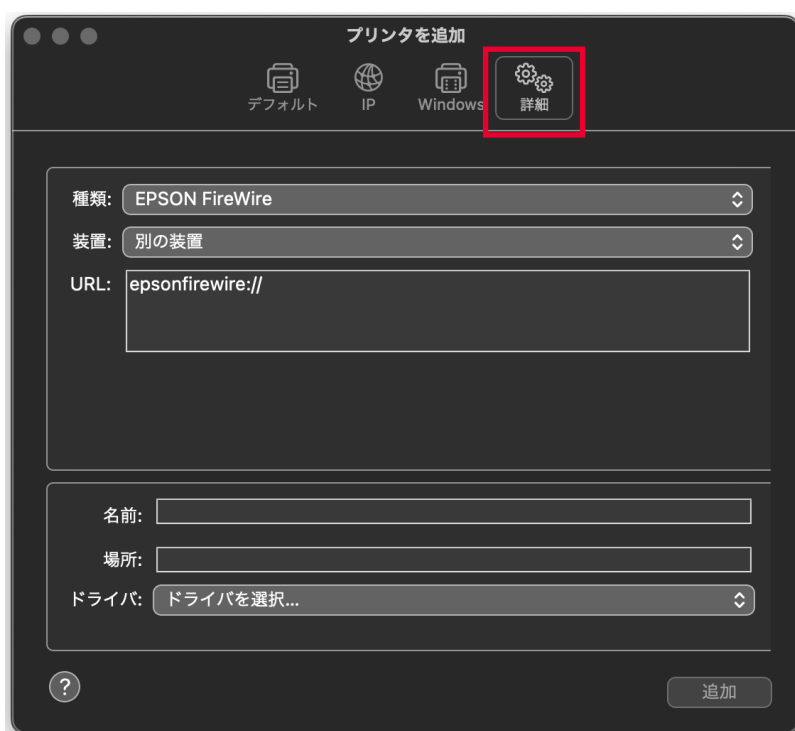 プリンタを追加
デフォルト IP Windows 詳細
種類: EPSON FireWire
装置: 別の装置
URL: epsonfirewire://
名前:
場所:
ドライバ: ドライバを選択...
? 追加